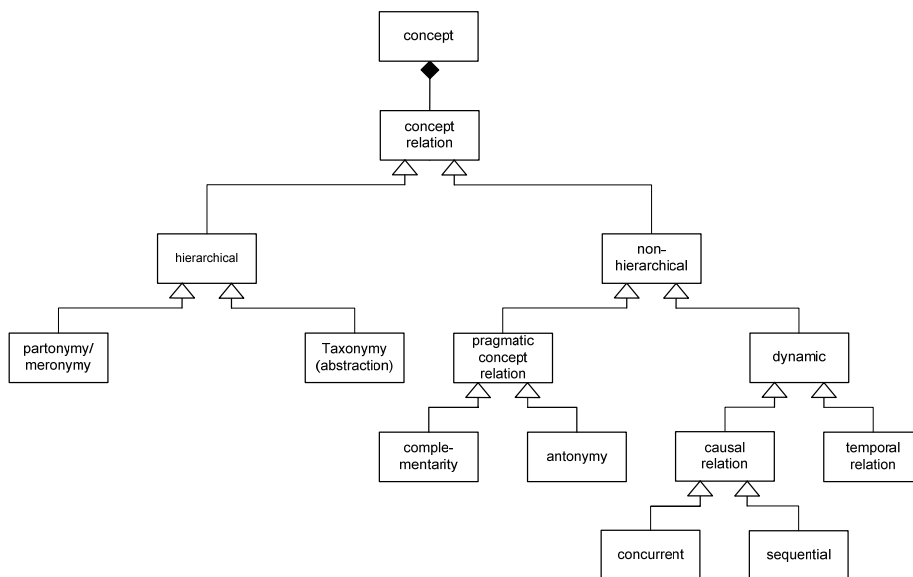 concept
concept
relation
hierarchical
non-
hierarchical
partonymy/
meronymy
Taxonymy
(abstraction)
pragmatic
concept
relation
dynamic
comple-
mentarity
antonymy
causal
relation
temporal
relation
concurrent
sequential